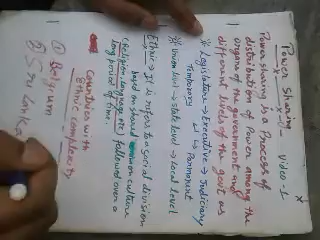 Power Sharing Video-1
Power Sharing is a Process of
distribution of Power among the
organs of the government and
different levels of the govt as
Legislature → Executive → Judiciary
Temporary ↳ Permanent
Union level → state level → local level
Ethnic: It is refers to a social division
based on shared culture
(Religion, language etc) followed over a
long period of time.
Countries with
Ethnic complexity
① Belgium
② Sri Lanka